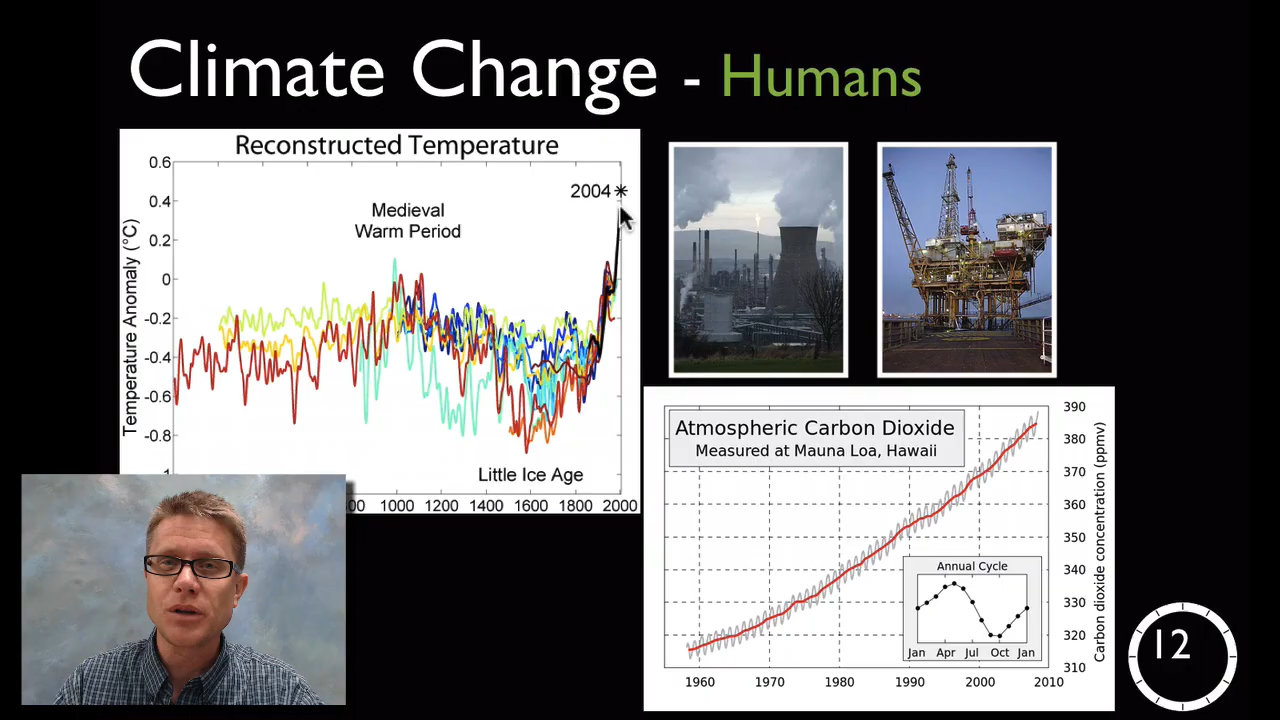 Climate Change - Humans
Reconstructed Temperature
0.6
0.4
0.2
0
-0.2
-0.4
-0.6
-0.8
Temperature Anomaly (°C)
2004 *
Medieval
Warm Period
Little Ice Age
00 1000 1200 1400 1600 1800 2000
Atmospheric Carbon Dioxide
Measured at Mauna Loa, Hawaii
390
380
370
360
350
340
330
320
310
Carbon dioxide concentration (ppmv)
Annual Cycle
Jan Apr Jul Oct Jan
1960 1970 1980 1990 2000 2010
12